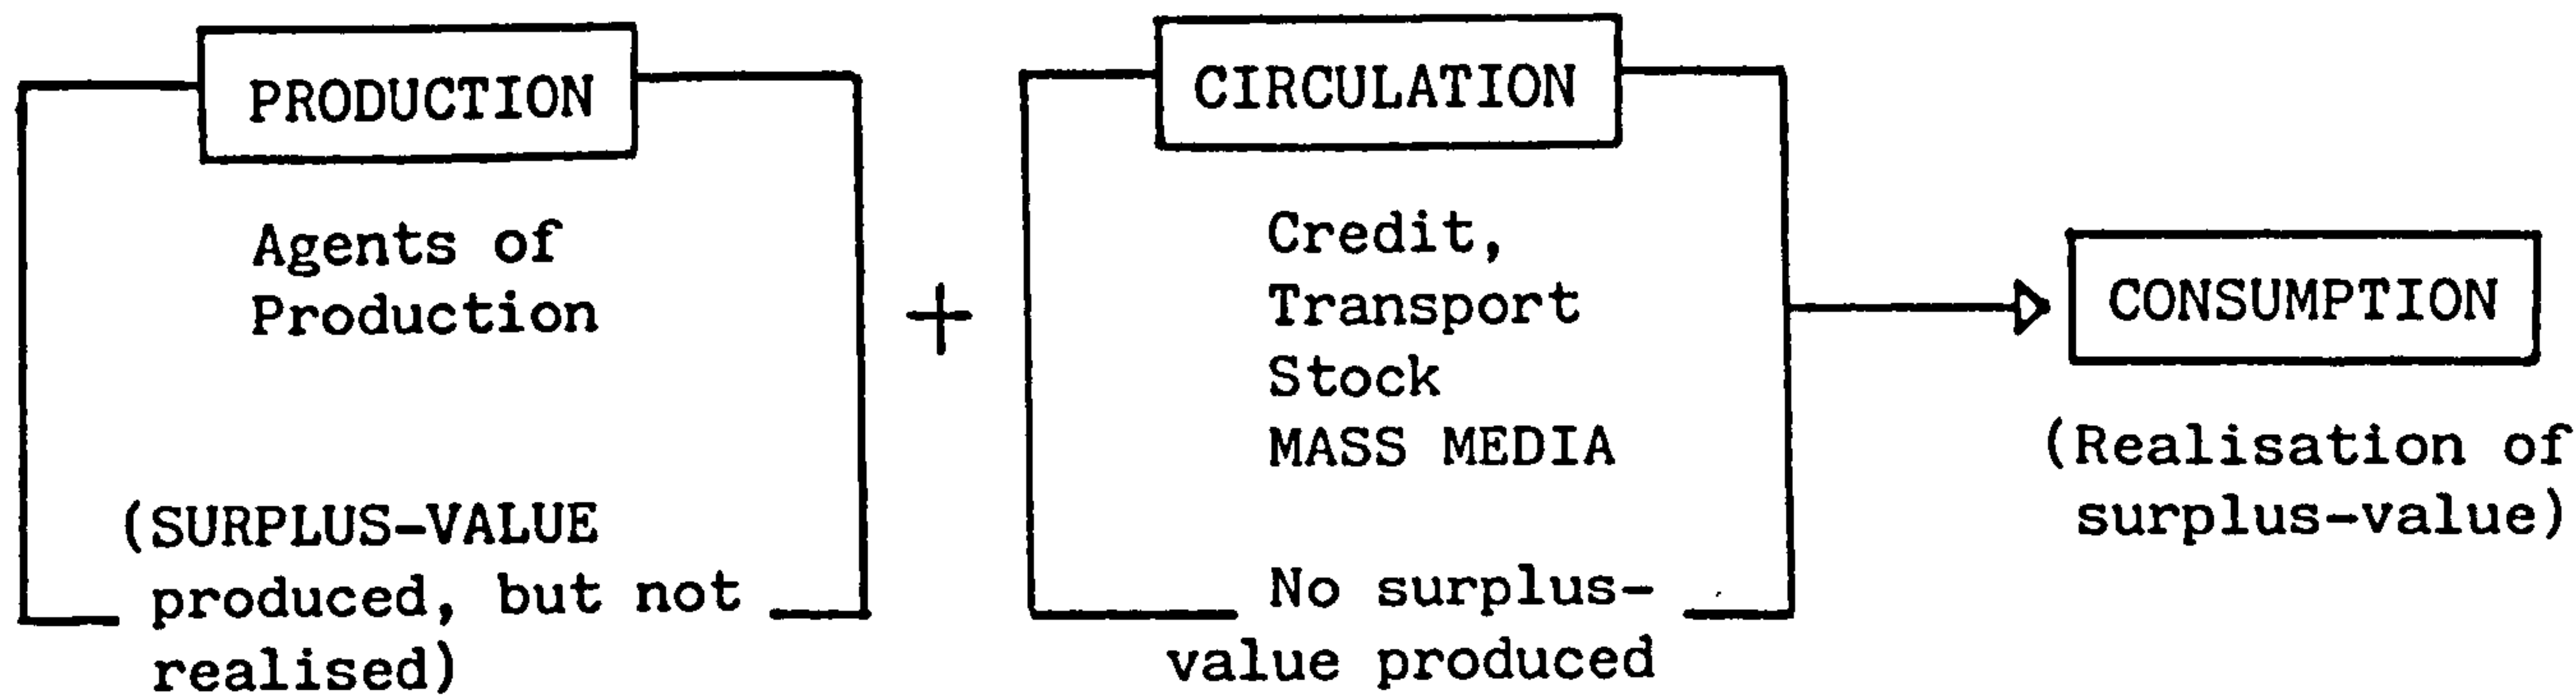 PRODUCTION
Agents of
Production
(SURPLUS-VALUE
produced, but not
realised)
+
CIRCULATION
Credit,
Transport
Stock
MASS MEDIA
No surplus-
value produced
CONSUMPTION
(Realisation of
surplus-value)